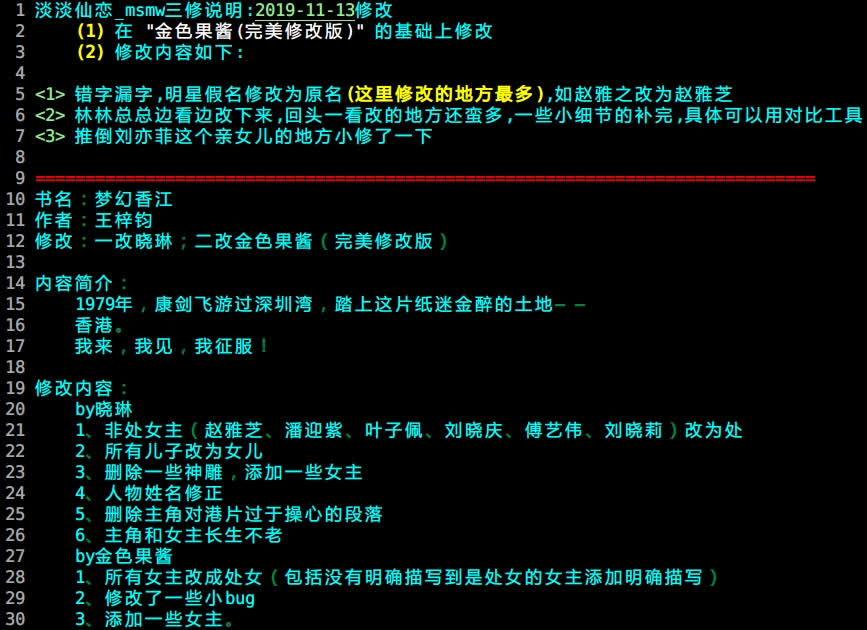 1 淡淡仙恋_msmw三修说明:2019-11-13修改
2 (1) 在 "金色果酱(完美修改版)" 的基础上修改
3 (2) 修改内容如下:
4
5 <1> 错字漏字,明星假名修改为原名(这里修改的地方最多),如赵雅之改为赵雅芝
6 <2> 林林总总边看边改下来,回头一看改的地方还蛮多,一些小细节的补完,具体可以用对比工具
7 <3> 推倒刘亦菲这个亲女儿的地方小修了一下
8
9 ==============================================================================
10 书名：梦幻香江
11 作者：王梓钧
12 修改：一改晓琳；二改金色果酱（完美修改版）
13
14 内容简介：
15 1979年，康剑飞游过深圳湾，踏上这片纸迷金醉的土地——
16 香港。
17 我来，我见，我征服！
18
19 修改内容：
20 by晓琳
21 1、非处女主（赵雅芝、潘迎紫、叶子佩、刘晓庆、傅艺伟、刘晓莉）改为处
22 2、所有儿子改为女儿
23 3、删除一些神雕，添加一些女主
24 4、人物姓名修正
25 5、删除主角对港片过于操心的段落
26 6、主角和女主长生不老
27 by金色果酱
28 1、所有女主改成处女（包括没有明确描写到是处女的女主添加明确描写）
29 2、修改了一些小bug
30 3、添加一些女主。